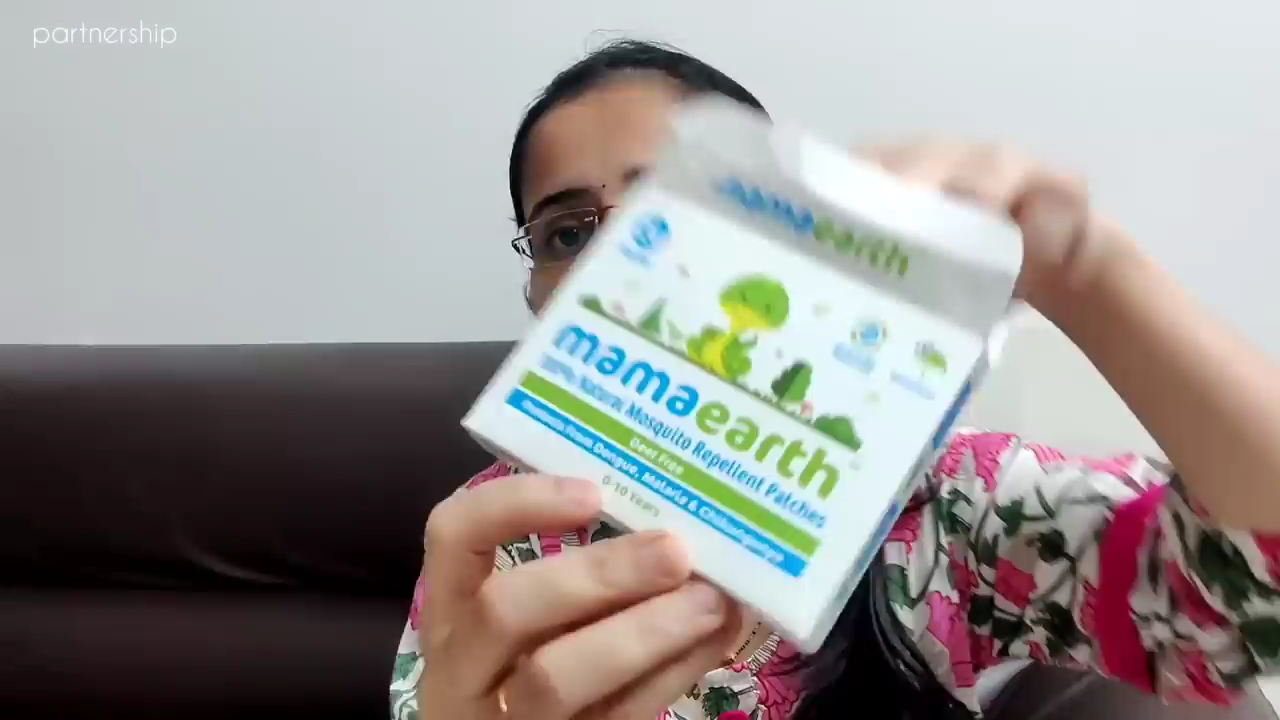 partnership
mamaearth
mamaearth
100% Natural Mosquito Repellent Patches
Deet Free
Protects From Dengue, Malaria & Chikungunya
0-10 Years